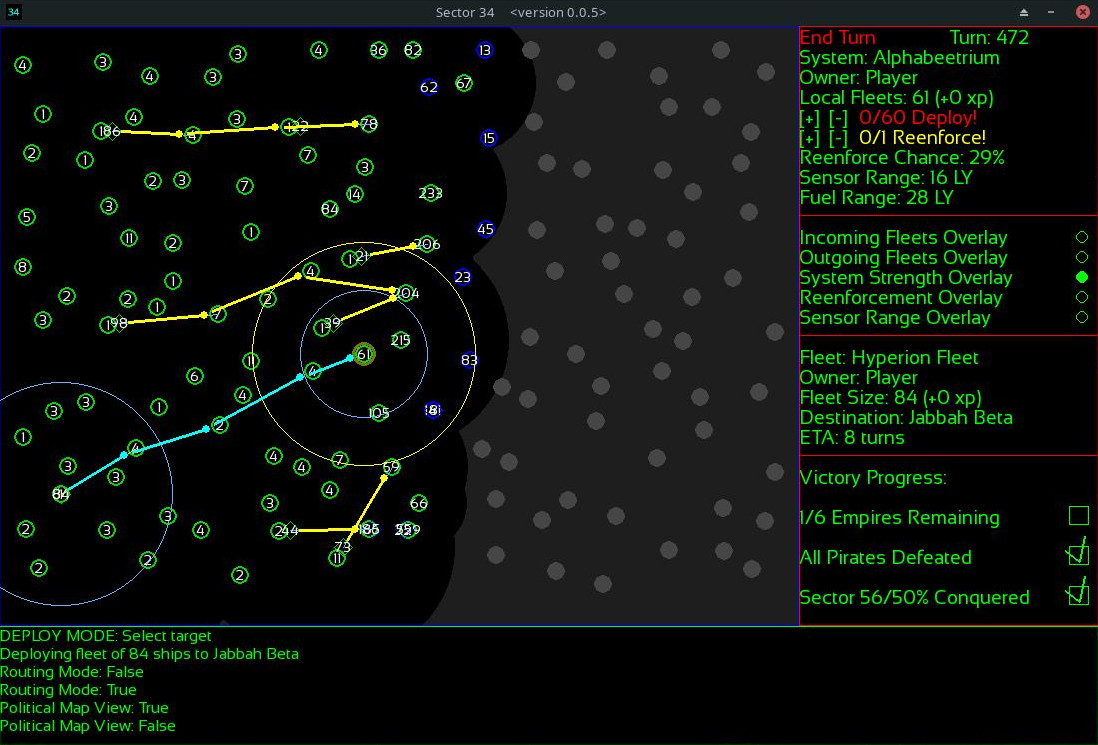 34
Sector 34 <version 0.0.5>
4 3 4 3 3 4 36 82 13
62 67
1 186 4 4 3 122 78 15
2 1 7 3
2 3 7 14 233
3 84
5 11 2 1 206 45
8 121 4 23
2 2 1 1 2 204
3 198 7 139
215
11 4 61 83
6 4
3 3 1 2 105
1 4
3 3 4 4 7 59
84
3 4 66
2 3 3 4 244 185
73
2 2 2 11
End Turn Turn: 472
System: Alphabeetrium
Owner: Player
Local Fleets: 61 (+0 xp)
[+] [-] 0/60 Deploy!
[+] [-] 0/1 Reenforce!
Reenforce Chance: 29%
Sensor Range: 16 LY
Fuel Range: 28 LY
Incoming Fleets Overlay
Outgoing Fleets Overlay
System Strength Overlay
Reenforcement Overlay
Sensor Range Overlay
Fleet: Hyperion Fleet
Owner: Player
Fleet Size: 84 (+0 xp)
Destination: Jabbah Beta
ETA: 8 turns
Victory Progress:
1/6 Empires Remaining
All Pirates Defeated
Sector 56/50% Conquered
DEPLOY MODE: Select target
Deploying fleet of 84 ships to Jabbah Beta
Routing Mode: False
Routing Mode: True
Political Map View: True
Political Map View: False